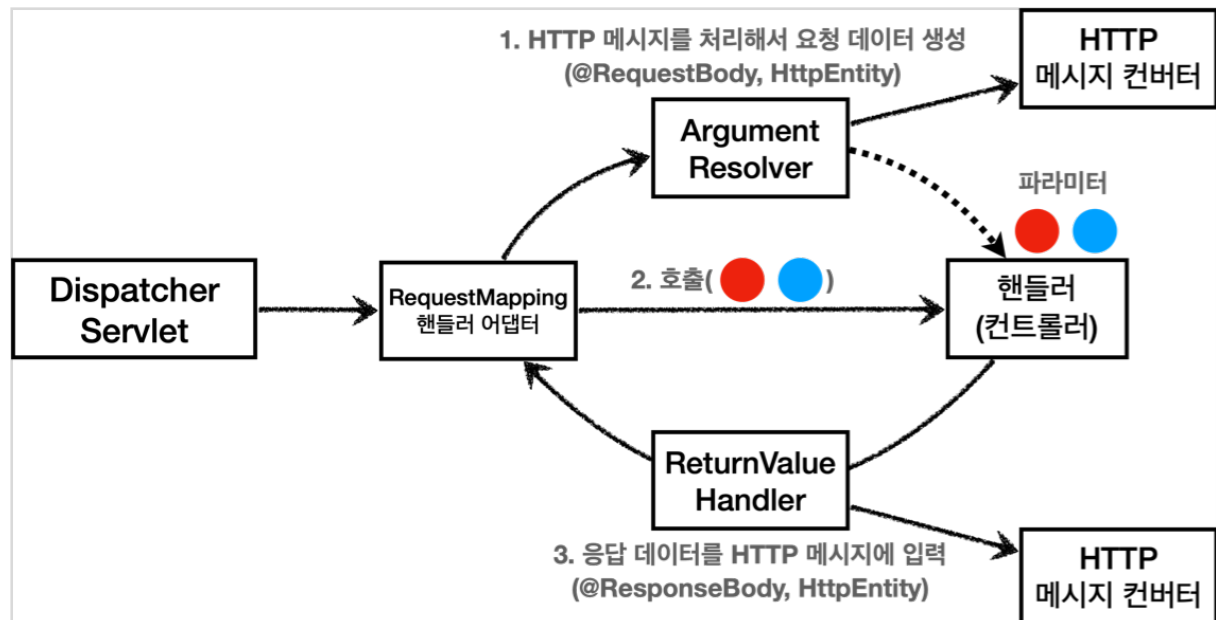 1. HTTP 메시지를 처리해서 요청 데이터 생성
(@RequestBody, HttpEntity)
HTTP
메시지 컨버터
Argument
Resolver
파라미터
Dispatcher
Servlet
RequestMapping
핸들러 어댑터
2. 호출( )
핸들러
(컨트롤러)
ReturnValue
Handler
3. 응답 데이터를 HTTP 메시지에 입력
(@ResponseBody, HttpEntity)
HTTP
메시지 컨버터